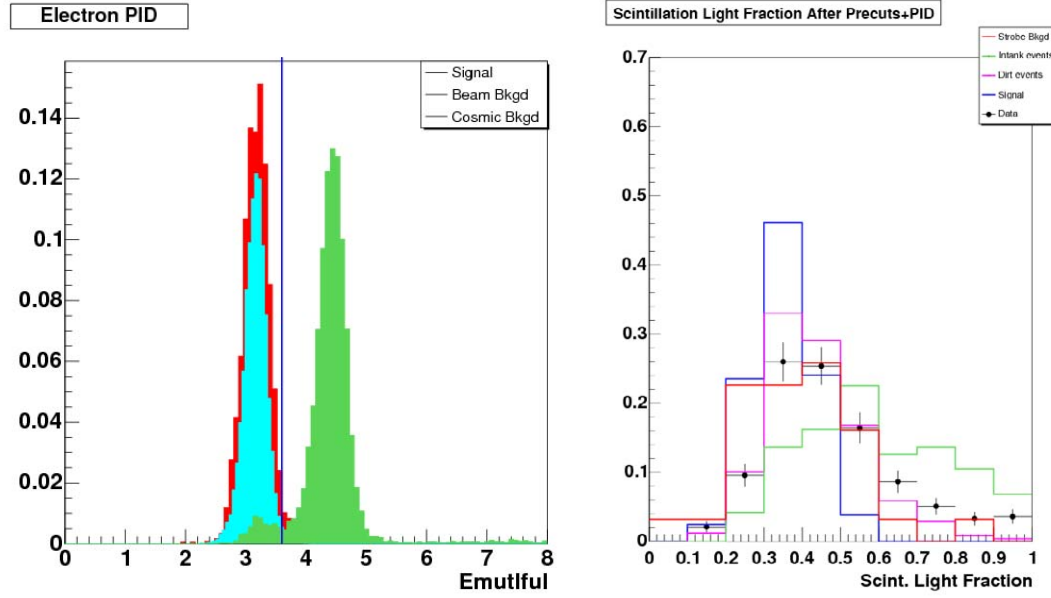 Electron PID
Signal
Beam Bkgd
Cosmic Bkgd
0.14
0.12
0.1
0.08
0.06
0.04
0.02
0
0 1 2 3 4 5 6 7 8
Emutlful
Scintillation Light Fraction After Precuts+PID
Strobe Bkgd
Intank events
Dirt events
Signal
Data
0.7
0.6
0.5
0.4
0.3
0.2
0.1
0
0 0.1 0.2 0.3 0.4 0.5 0.6 0.7 0.8 0.9 1
Scint. Light Fraction